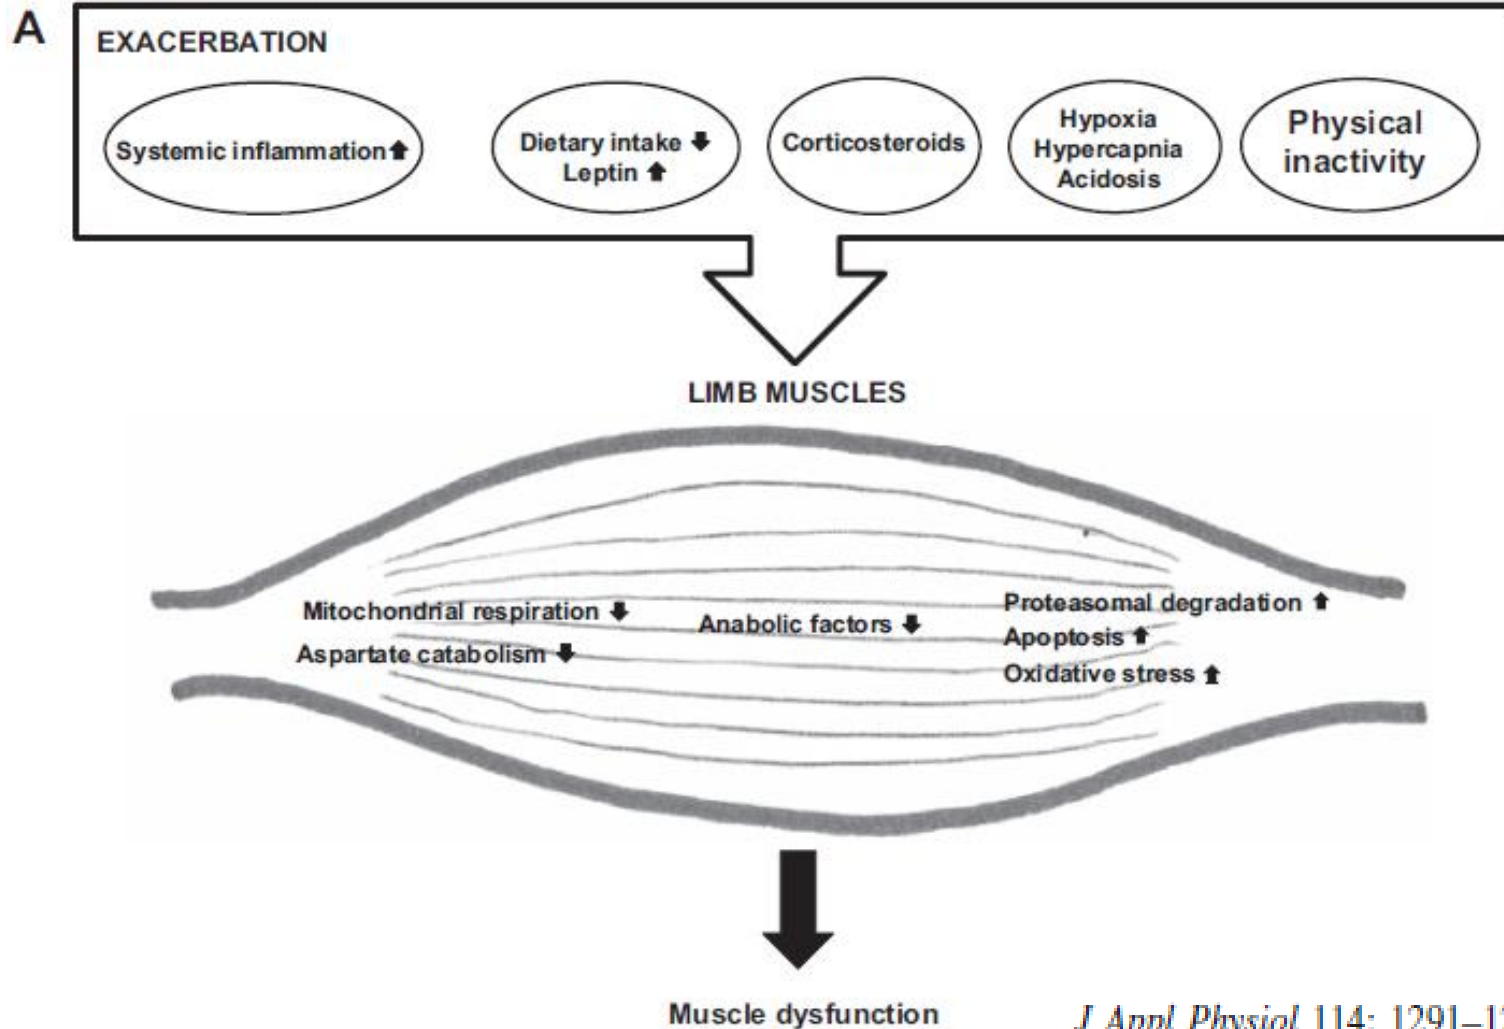 A
EXACERBATION
Systemic inflammation⬆
Dietary intake ⬇
Leptin ⬆
Corticosteroids
Hypoxia
Hypercapnia
Acidosis
Physical
inactivity
LIMB MUSCLES
Mitochondrial respiration ⬇
Aspartate catabolism ⬇
Anabolic factors ⬇
Proteasomal degradation ⬆
Apoptosis ⬆
Oxidative stress ⬆
Muscle dysfunction
J Appl Physiol 114: 1291–1